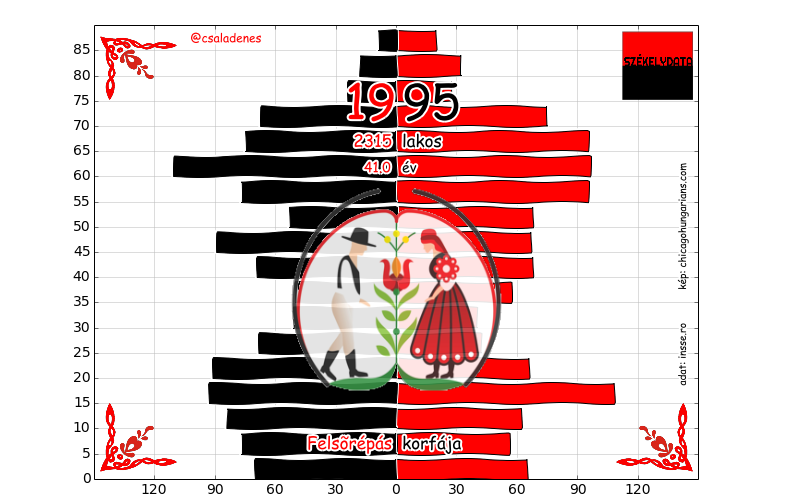 @csaladenes
SZÉKELYDATA
1995
2315 lakos
41,0 év
kép: chicagohungarians.com
adat: insse.ro
Felsőrépás korfája
85
80
75
70
65
60
55
50
45
40
35
30
25
20
15
10
5
0
120 90 60 30 0 30 60 90 120